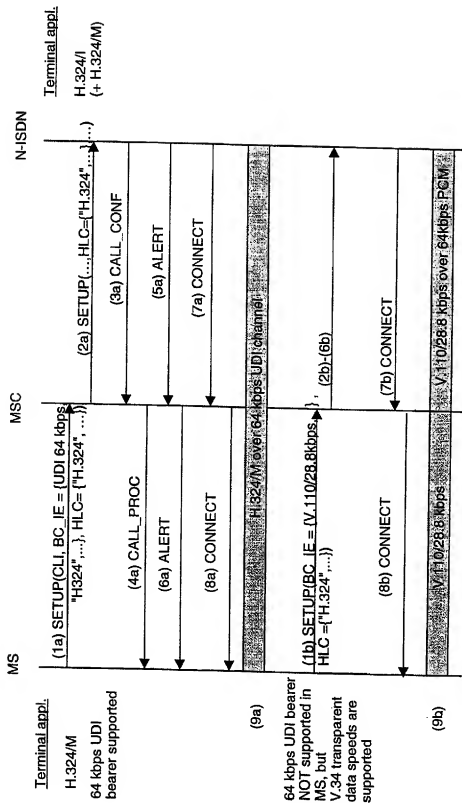 MS
MSC
N-ISDN
Terminal appl.
H.324/M
64 kbps UDI
bearer supported
Terminal appl.
H.324/I
(+ H.324/M)
(1a) SETUP(CLI, BC_IE = {UDI 64 kbps,
"H324",...}, HLC= {"H.324", ....})
(2a) SETUP(...,HLC={"H.324",...},...)
(3a) CALL_CONF
(4a) CALL_PROC
(5a) ALERT
(6a) ALERT
(7a) CONNECT
(8a) CONNECT
(9a)
H.324/M over 64 kbps UDI channel
64 kbps UDI bearer
NOT supported in
MS, but
V.34 transparent
data speeds are
supported
(1b) SETUP(BC_IE = {V.110/28.8kbps,
HLC ={"H.324",...})
} ,
(2b)-(6b)
(7b) CONNECT
(8b) CONNECT
(9b)
V.110/28.8 kbps
V.110/28.8 kbps over 64kbps PCM